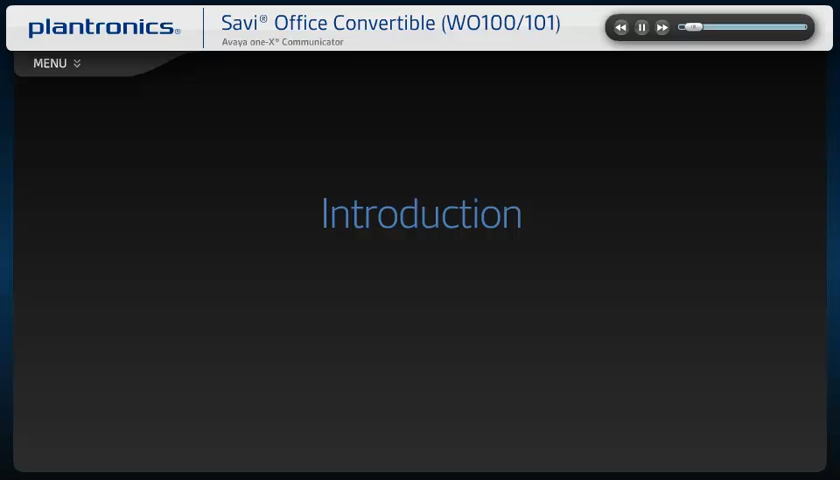 plantronics®
Savi® Office Convertible (WO100/101)
Avaya one-X® Communicator
MENU
Introduction